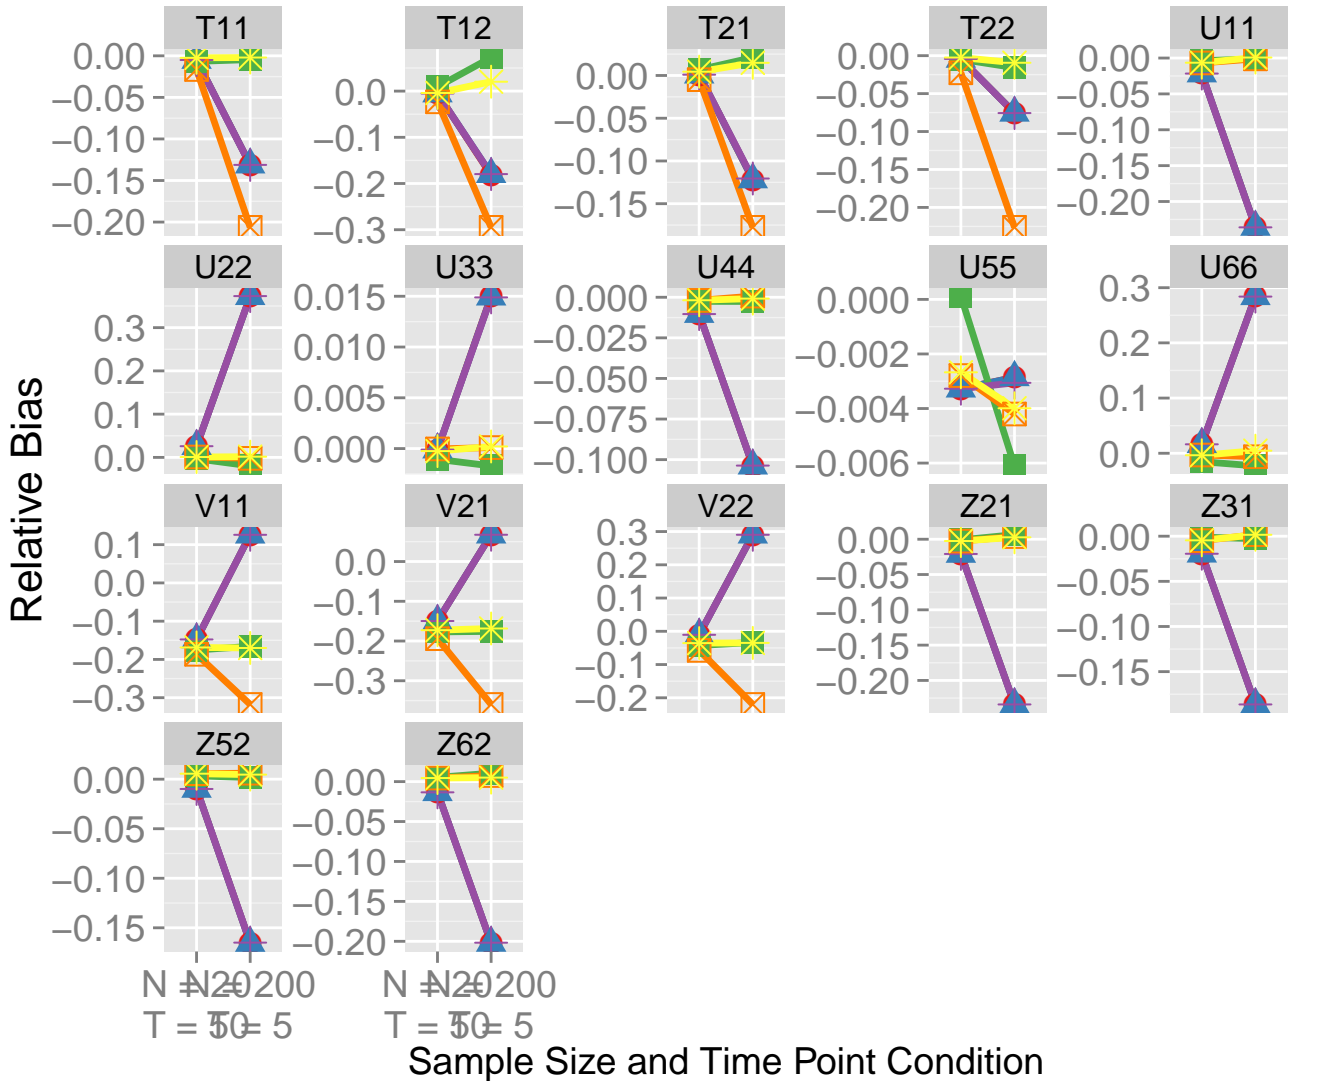 T11
0.00
−0.05
−0.10
−0.15
−0.20
T12
0.0
−0.1
−0.2
−0.3
T21
0.00
−0.05
−0.10
−0.15
T22
0.00
−0.05
−0.10
−0.15
−0.20
U11
0.00
−0.05
−0.10
−0.15
−0.20
U22
0.3
0.2
0.1
0.0
U33
0.015
0.010
0.005
0.000
U44
0.000
−0.025
−0.050
−0.075
−0.100
U55
0.000
−0.002
−0.004
−0.006
U66
0.3
0.2
0.1
0.0
V11
0.1
0.0
−0.1
−0.2
−0.3
V21
0.0
−0.1
−0.2
−0.3
V22
0.3
0.2
0.1
0.0
−0.1
−0.2
Z21
0.00
−0.05
−0.10
−0.15
−0.20
Z31
0.00
−0.05
−0.10
−0.15
Z52
0.00
−0.05
−0.10
−0.15
Z62
0.00
−0.05
−0.10
−0.15
−0.20
N = 20
T = 50
N = 200
T = 5
N = 20
T = 50
N = 200
T = 5
Relative Bias
Sample Size and Time Point Condition